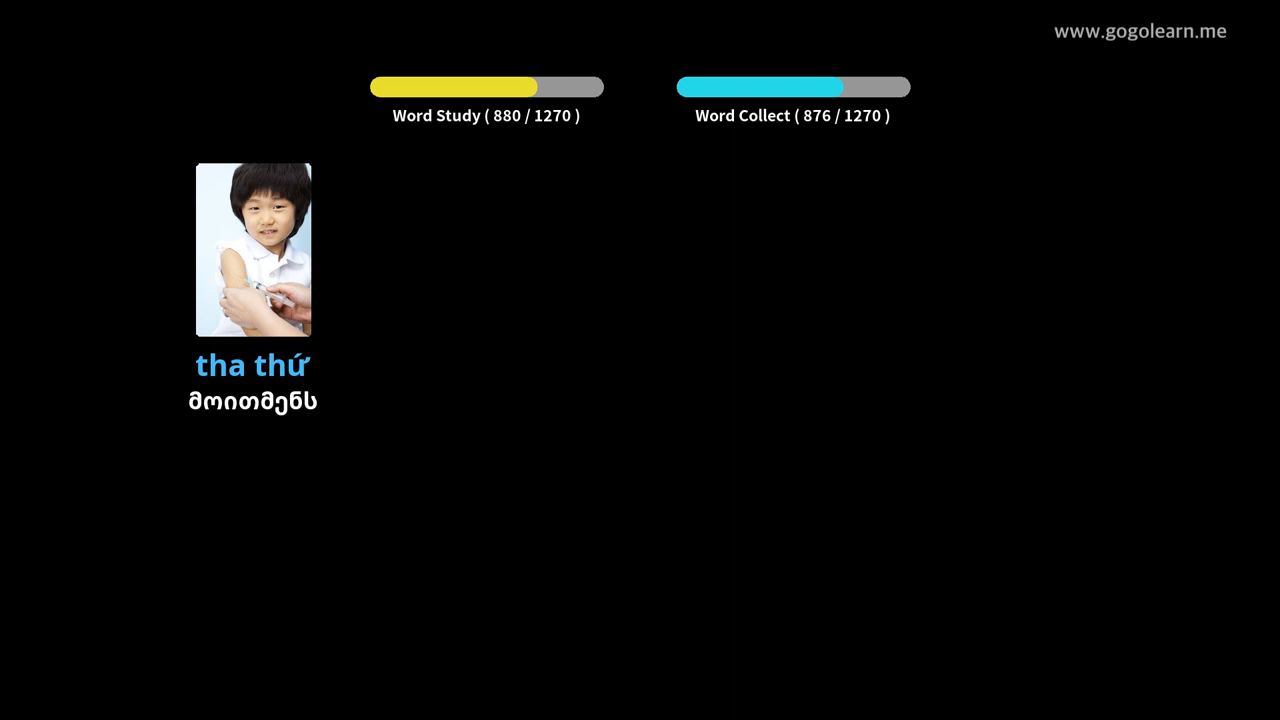 www.gogolearn.me
Word Study ( 880 / 1270 )
Word Collect ( 876 / 1270 )
tha thứ
მოითმენს